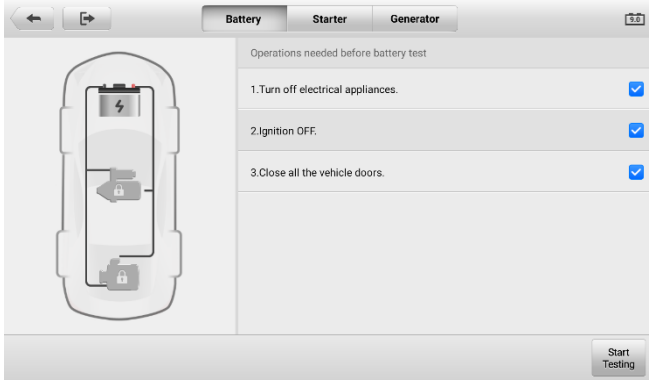 Battery Starter Generator
9.0
Operations needed before battery test
1.Turn off electrical appliances.
2.Ignition OFF.
3.Close all the vehicle doors.
Start
Testing